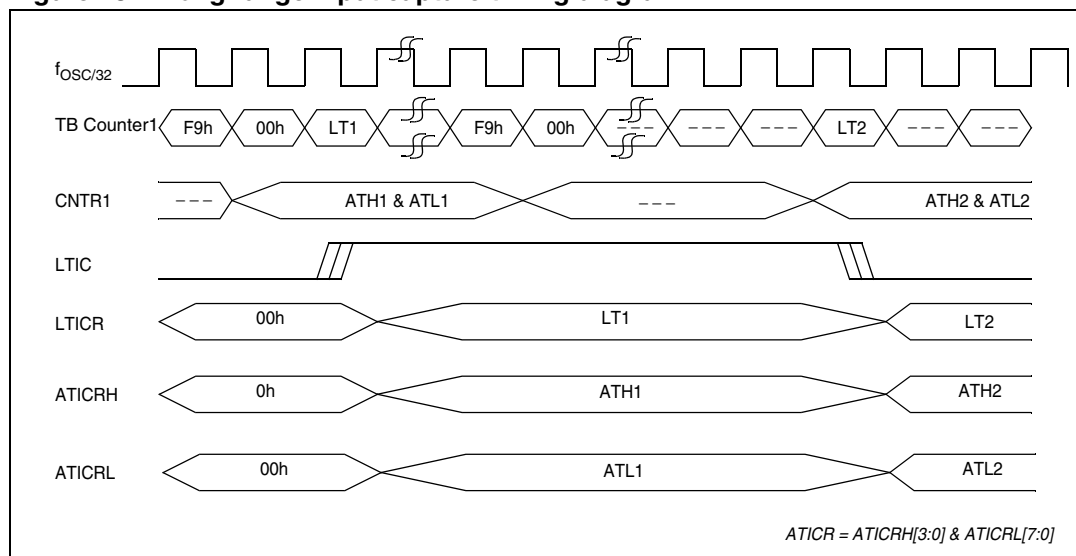 fOSC/32
TB Counter1 F9h 00h LT1 F9h 00h --- --- --- LT2 --- ---
CNTR1 --- ATH1 & ATL1 --- ATH2 & ATL2
LTIC
LTICR 00h LT1 LT2
ATICRH 0h ATH1 ATH2
ATICRL 00h ATL1 ATL2
ATICR = ATICRH[3:0] & ATICRL[7:0]